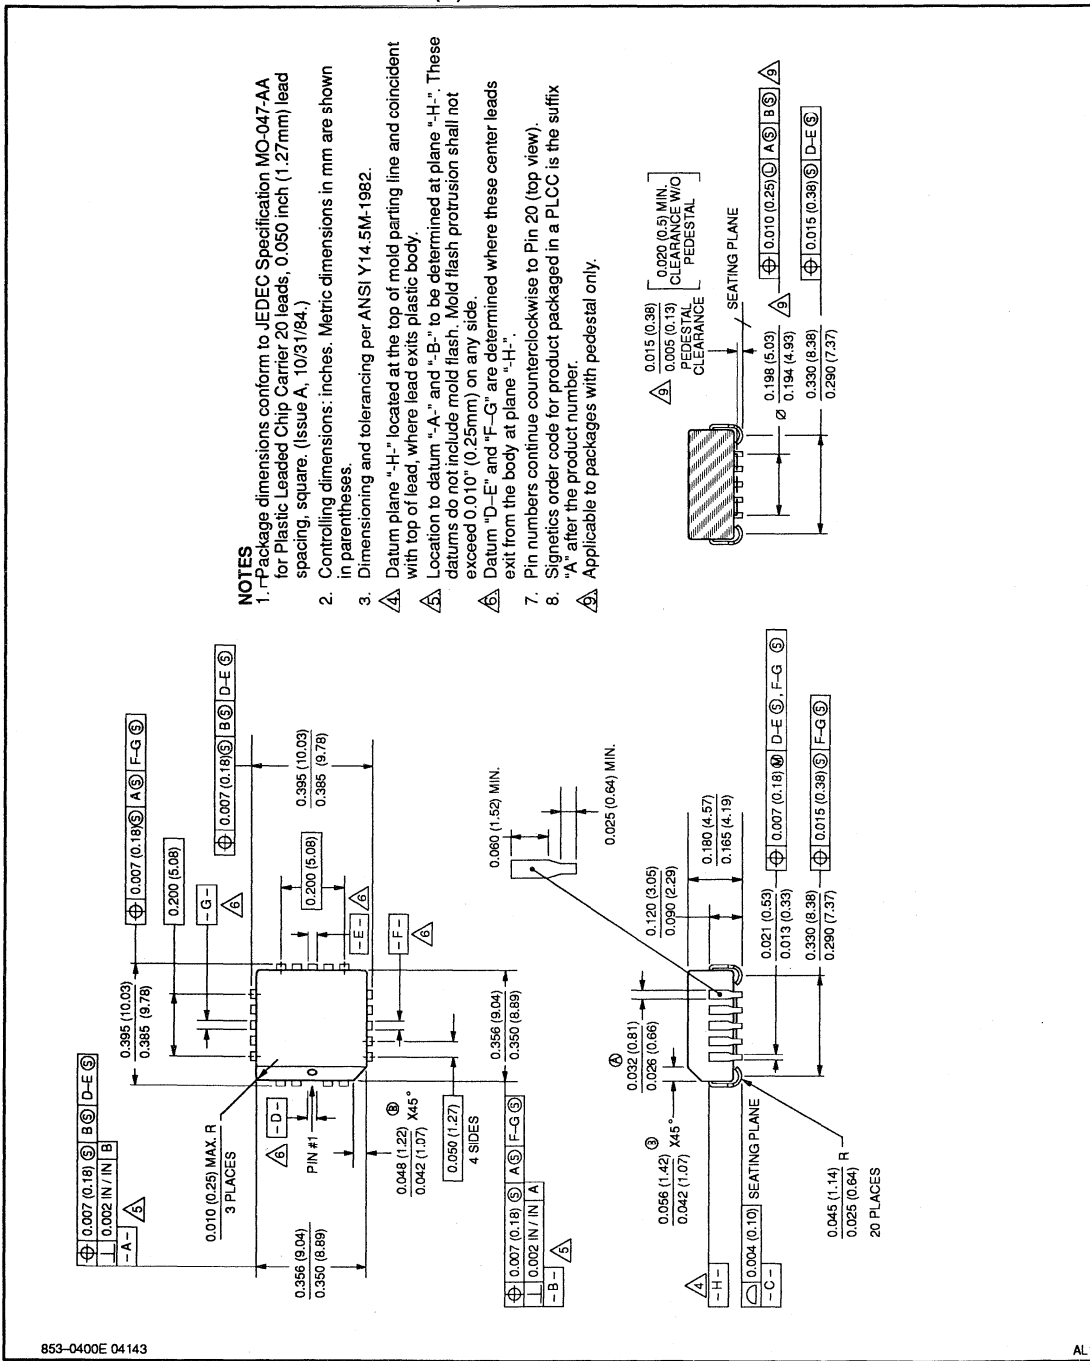 NOTES
1. Package dimensions conform to JEDEC Specification MO-047-AA
for Plastic Leaded Chip Carrier 20 leads, 0.050 inch (1.27mm) lead
spacing, square. (Issue A, 10/31/84.)
2. Controlling dimensions: inches. Metric dimensions in mm are shown
in parentheses.
3. Dimensioning and tolerancing per ANSI Y14.5M-1982.
4 Datum plane "-H-" located at the top of mold parting line and coincident
with top of lead, where lead exits plastic body.
5. Location to datum "-A-" and "-B-" to be determined at plane "-H-". These
datums do not include mold flash. Mold flash protrusion shall not
exceed 0.010" (0.25mm) on any side.
6. Datum "D–E" and "F–G" are determined where these center leads
exit from the body at plane "-H-".
7. Pin numbers continue counterclockwise to Pin 20 (top view).
8. Signetics order code for product packaged in a PLCC is the suffix
"A" after the product number.
9. Applicable to packages with pedestal only.
⌖ 0.007 (0.18) Ⓢ B Ⓢ D–E Ⓢ
⊥ 0.002 IN / IN B
- A -
5
0.395 (10.03)
0.385 (9.78)
⌖ 0.007 (0.18) Ⓢ A Ⓢ F–G Ⓢ
0.200 (5.08)
- G -
6
⌖ 0.007 (0.18) Ⓢ B Ⓢ D–E Ⓢ
0.010 (0.25) MAX. R
3 PLACES
0.395 (10.03)
0.385 (9.78)
0.200 (5.08)
- E -
6
- F -
6
6
- D -
PIN #1
0.356 (9.04)
0.350 (8.89)
Ⓑ
0.048 (1.22)
0.042 (1.07)
X45°
0.050 (1.27)
4 SIDES
0.356 (9.04)
0.350 (8.89)
⌖ 0.007 (0.18) Ⓢ A Ⓢ F–G Ⓢ
⊥ 0.002 IN / IN A
- B -
5
0.060 (1.52) MIN.
0.025 (0.64) MIN.
Ⓐ
0.032 (0.81)
0.026 (0.66)
0.120 (3.05)
0.090 (2.29)
0.180 (4.57)
0.165 (4.19)
③
0.056 (1.42)
0.042 (1.07)
X45°
0.021 (0.53)
0.013 (0.33)
⌖ 0.007 (0.18) Ⓜ D–E Ⓢ, F–G Ⓢ
0.330 (8.38)
0.290 (7.37)
⌖ 0.015 (0.38) Ⓢ F–G Ⓢ
4
- H -
⌓ 0.004 (0.10) SEATING PLANE
- C -
0.045 (1.14)
0.025 (0.64)
R
20 PLACES
9
0.015 (0.38)
0.005 (0.13)
PEDESTAL
CLEARANCE
0.020 (0.5) MIN.
CLEARANCE W/O
PEDESTAL
SEATING PLANE
Ø
0.198 (5.03)
0.194 (4.93)
9
⌖ 0.010 (0.25) Ⓛ A Ⓢ B Ⓢ
9
0.330 (8.38)
0.290 (7.37)
⌖ 0.015 (0.38) Ⓢ D–E Ⓢ
853–0400E 04143
AL